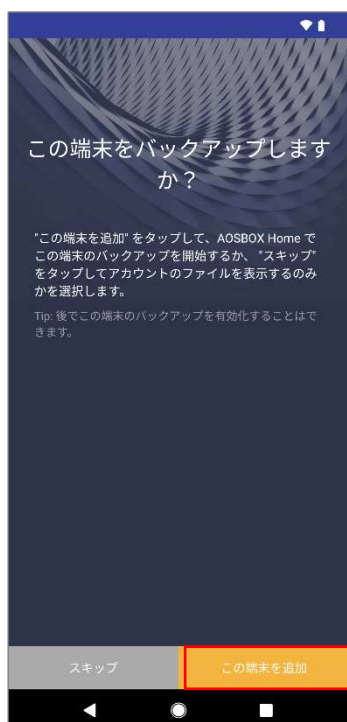 この端末をバックアップします
か？
"この端末を追加" をタップして、AOSBOX Home で
この端末のバックアップを開始するか、 "スキップ"
をタップしてアカウントのファイルを表示するのみ
かを選択します。
Tip: 後でこの端末のバックアップを有効化することはで
きます。
スキップ
この端末を追加